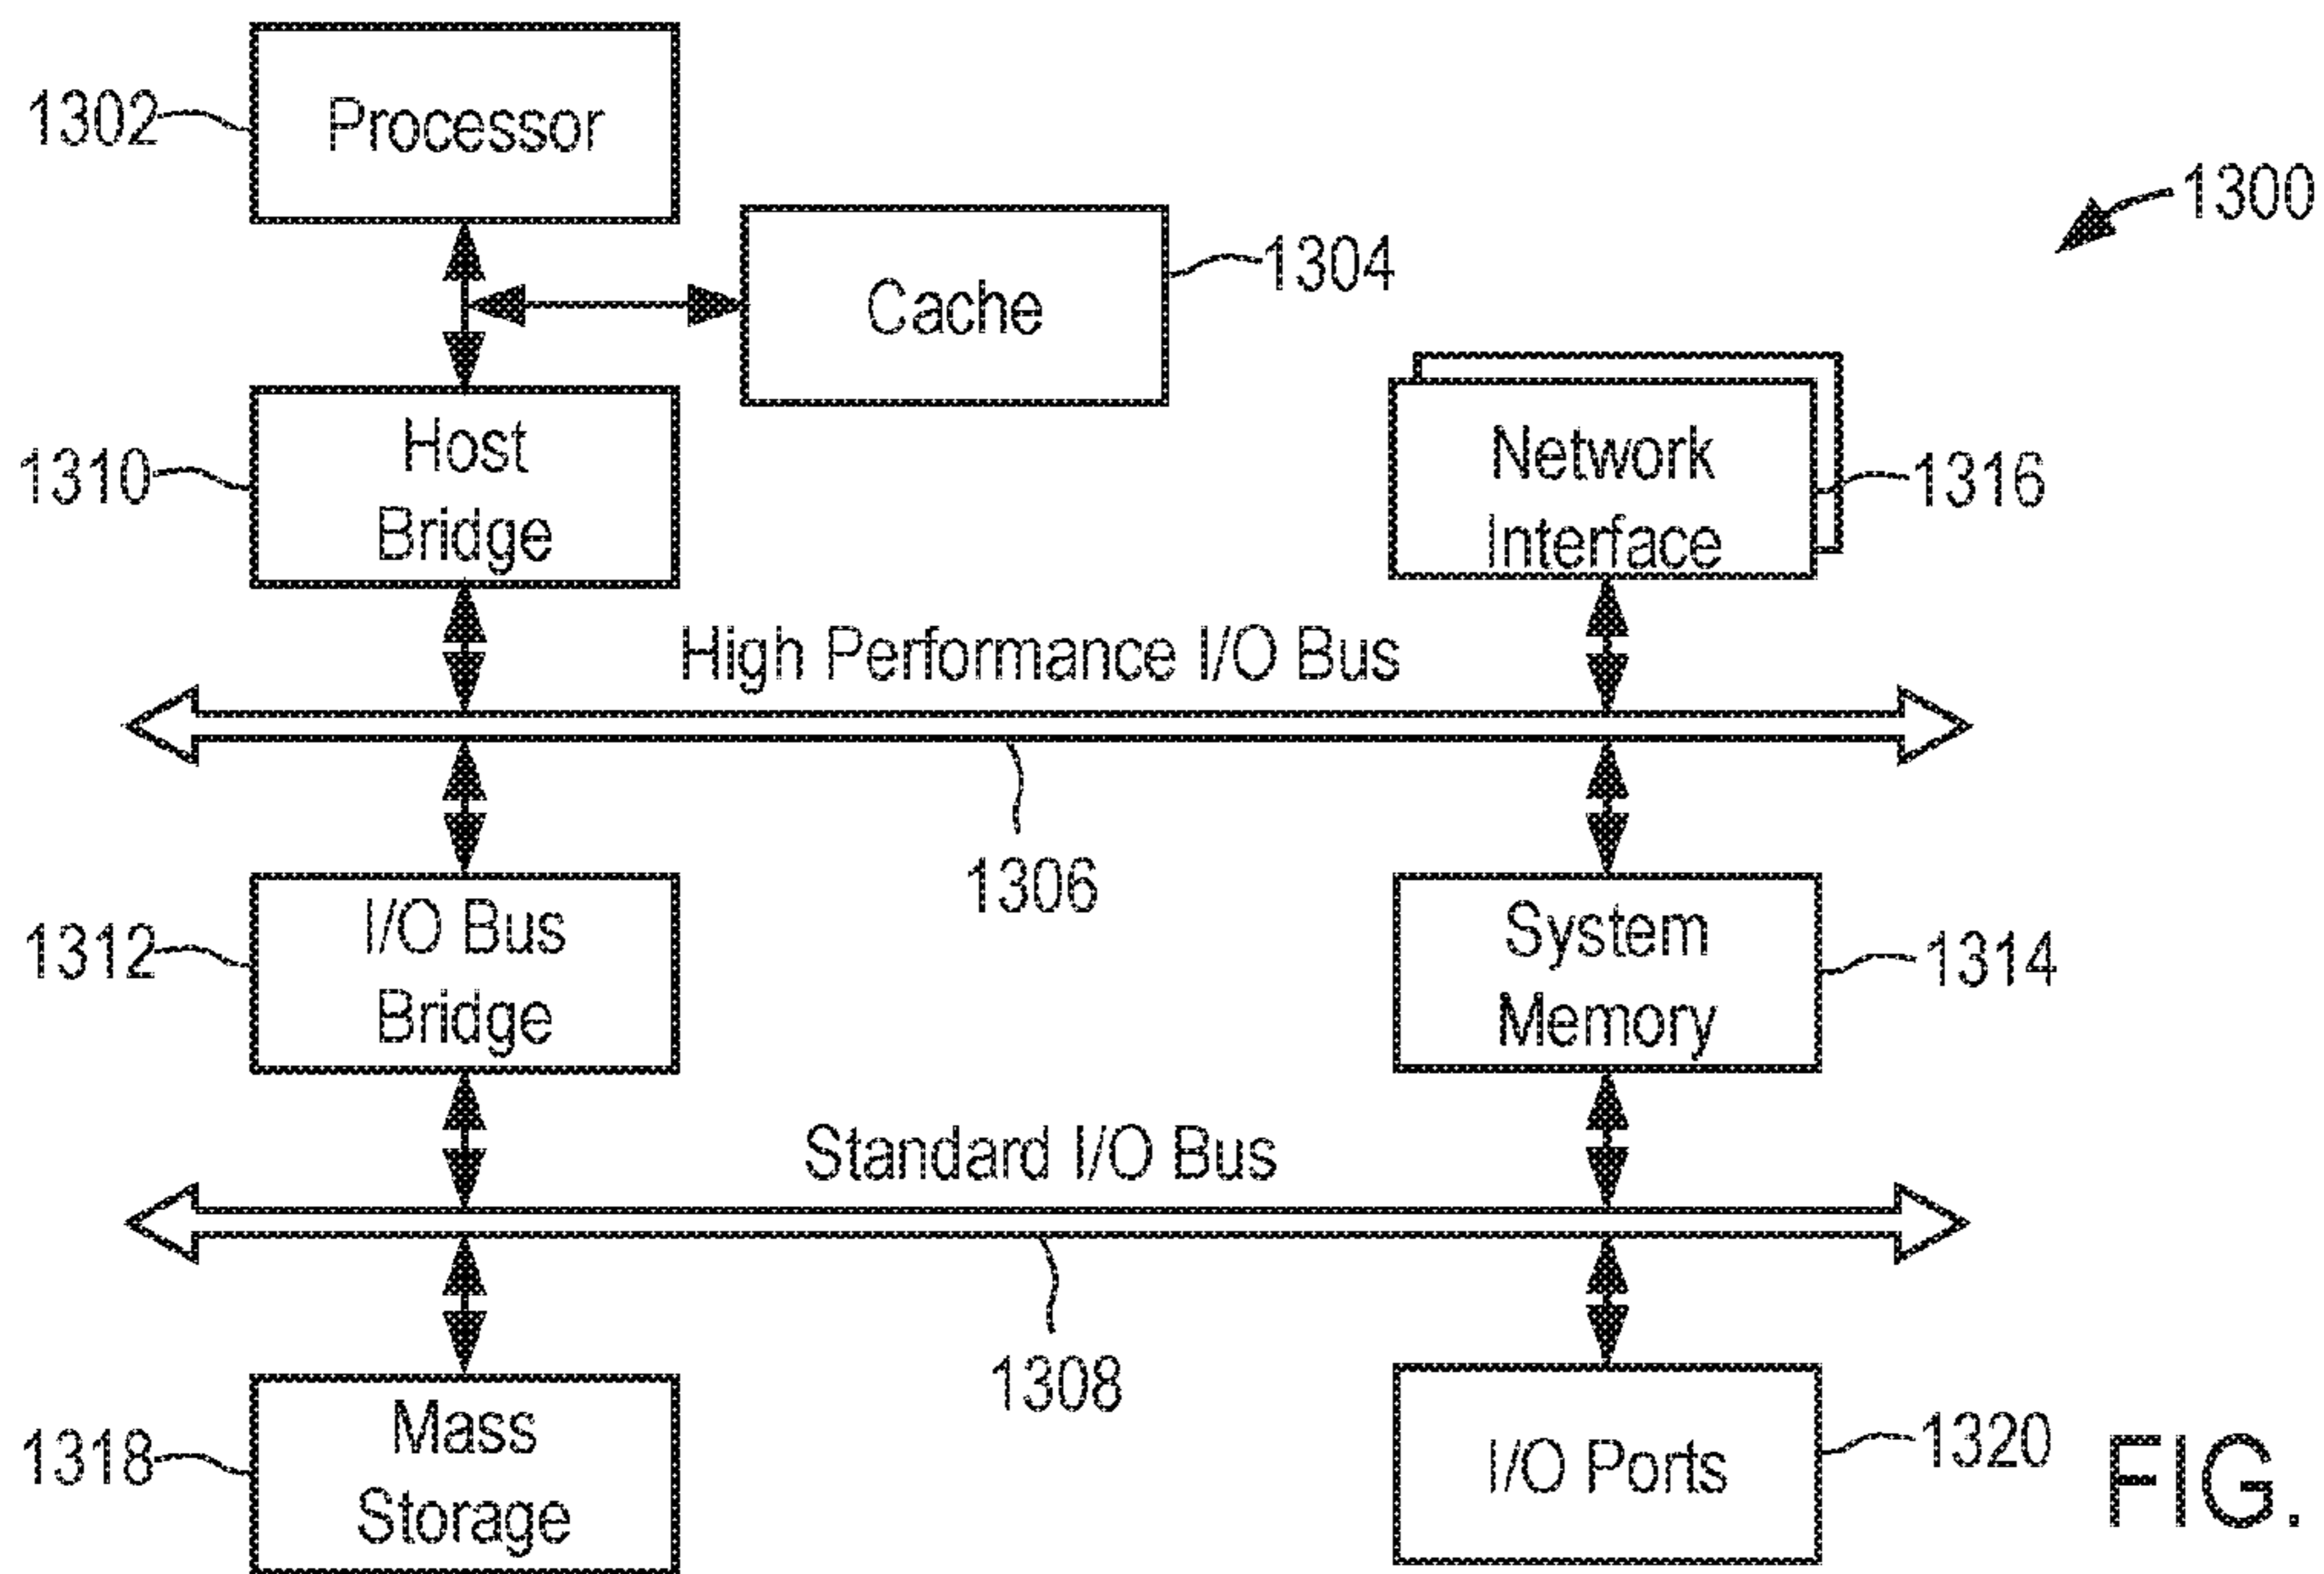 1302
Processor
1300
1304
Cache
1310
Host
Bridge
Network
Interface
1316
High Performance I/O Bus
1306
1312
I/O Bus
Bridge
System
Memory
1314
Standard I/O Bus
1308
1318
Mass
Storage
I/O Ports
1320
FIG.